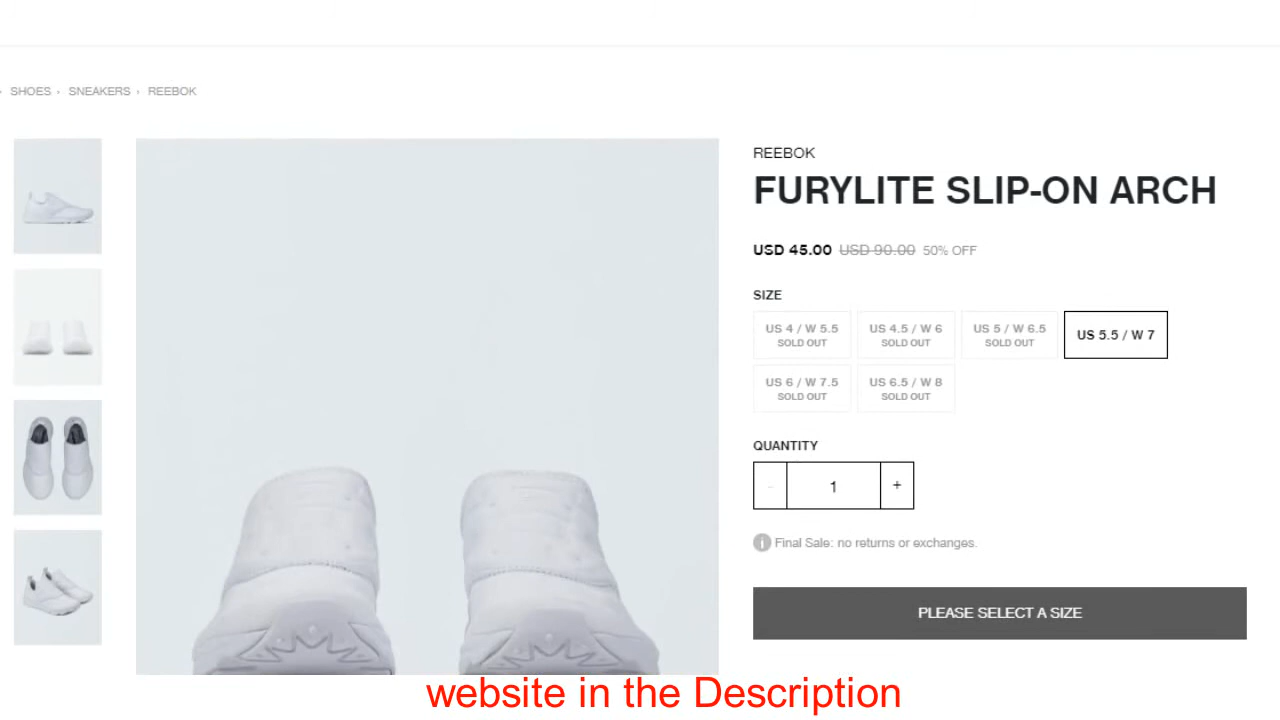 SHOES › SNEAKERS › REEBOK
REEBOK
FURYLITE SLIP-ON ARCH
USD 45.00 USD 90.00 50% OFF
SIZE
US 4 / W 5.5
SOLD OUT
US 4.5 / W 6
SOLD OUT
US 5 / W 6.5
SOLD OUT
US 5.5 / W 7
US 6 / W 7.5
SOLD OUT
US 6.5 / W 8
SOLD OUT
QUANTITY
- 1 +
i Final Sale: no returns or exchanges.
PLEASE SELECT A SIZE
website in the Description